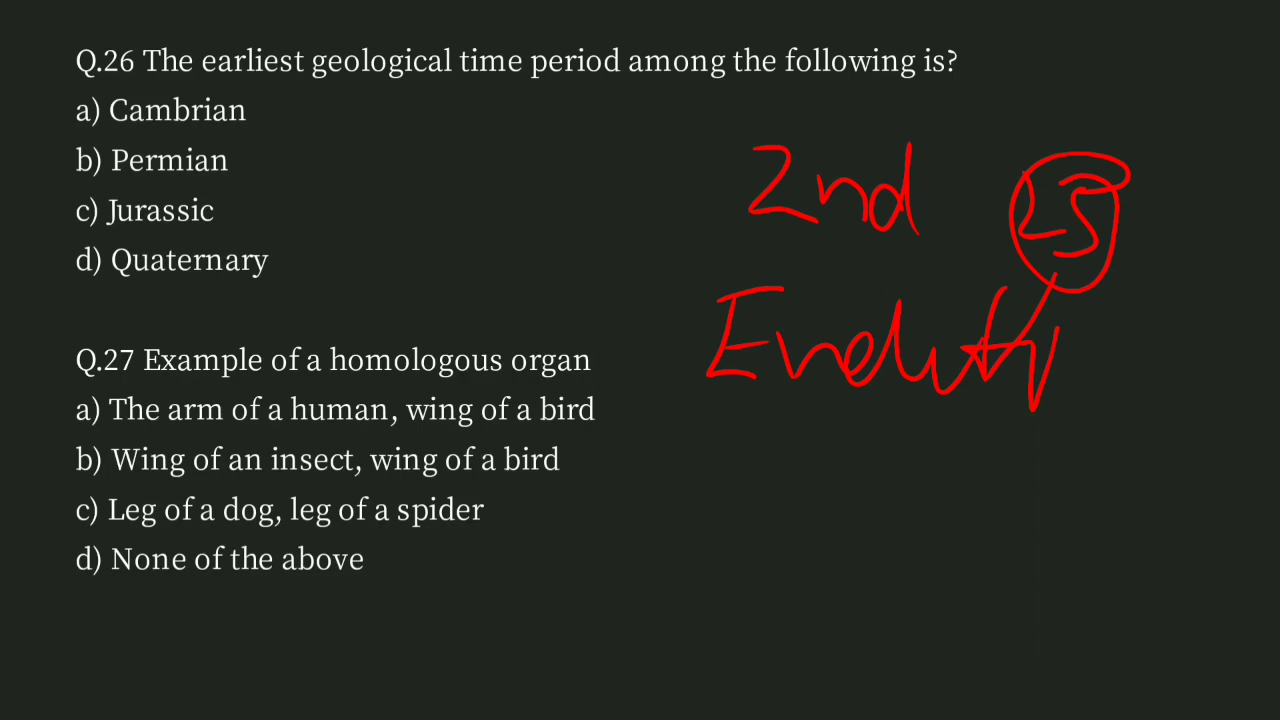 Q.26 The earliest geological time period among the following is?
a) Cambrian
b) Permian
c) Jurassic
d) Quaternary
2nd
25
Q.27 Example of a homologous organ
a) The arm of a human, wing of a bird
b) Wing of an insect, wing of a bird
c) Leg of a dog, leg of a spider
d) None of the above